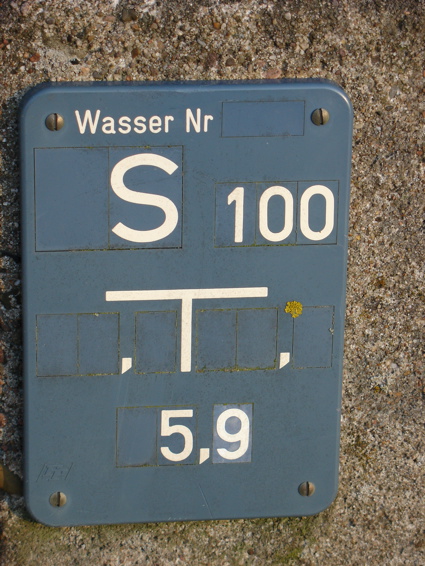 Wasser Nr
S 100
, T ,
5,9